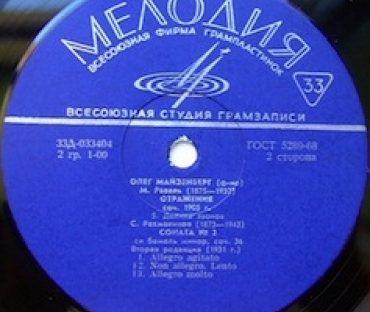 МЕЛОДИЯ
ВСЕСОЮЗНАЯ ФИРМА ГРАМПЛАСТИНОК
33
ВСЕСОЮЗНАЯ СТУДИЯ ГРАМЗАПИСИ
33Д-033404
ГОСТ 5289-68
2 гр. 1-00
2 сторона
ОЛЕГ МАЙЗЕНБЕРГ (ф-но)
М. Равель (1875—1937)
ОТРАЖЕНИЕ
соч. 1905 г.
5. Долина звонов
С. Рахманинов (1873—1943)
СОНАТА № 2
си бемоль минор, соч. 36
Вторая редакция (1931 г.)
1. Allegro agitato
2. Non allegro. Lento
3. Allegro molto